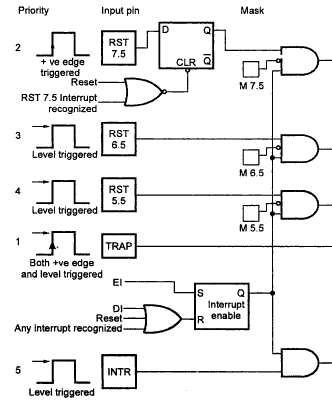 Priority Input pin Mask
2
+ ve edge
triggered
RST
7.5
D Q
Q
CLR
M 7.5
Reset
RST 7.5 Interrupt
recognized
3
Level triggered
RST
6.5
M 6.5
4
Level triggered
RST
5.5
M 5.5
1
Both +ve edge
and level triggered
TRAP
EI
DI
Reset
Any interrupt recognized
S Q
Interrupt
enable
R
5
Level triggered
INTR